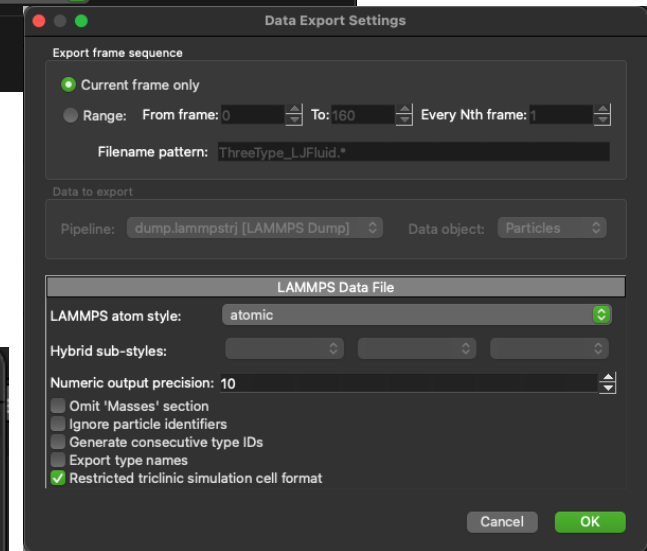 Data Export Settings
Export frame sequence
Current frame only
Range: From frame: 0 To: 160 Every Nth frame: 1
Filename pattern: ThreeType_LJFluid.*
Data to export
Pipeline: dump.lammpstrj [LAMMPS Dump] Data object: Particles
LAMMPS Data File
LAMMPS atom style: atomic
Hybrid sub-styles:
Numeric output precision: 10
Omit 'Masses' section
Ignore particle identifiers
Generate consecutive type IDs
Export type names
Restricted triclinic simulation cell format
Cancel OK